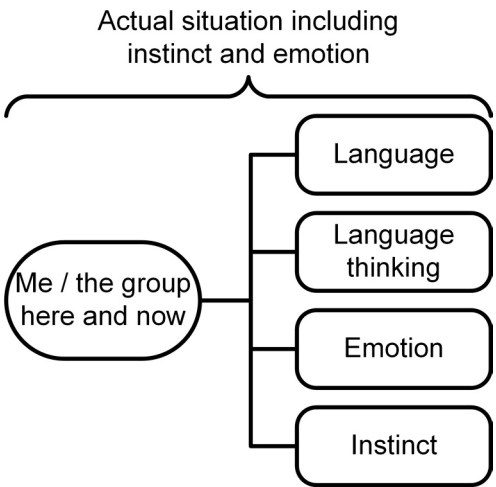 Actual situation including
instinct and emotion
Language
Language
thinking
Me / the group
here and now
Emotion
Instinct